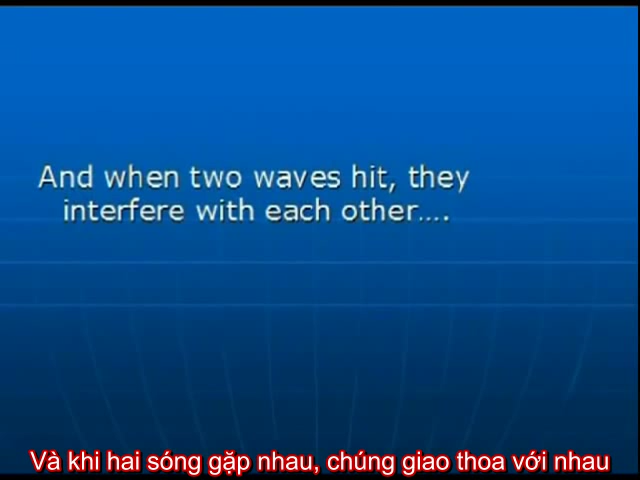 And when two waves hit, they
interfere with each other....
Và khi hai sóng gặp nhau, chúng giao thoa với nhau